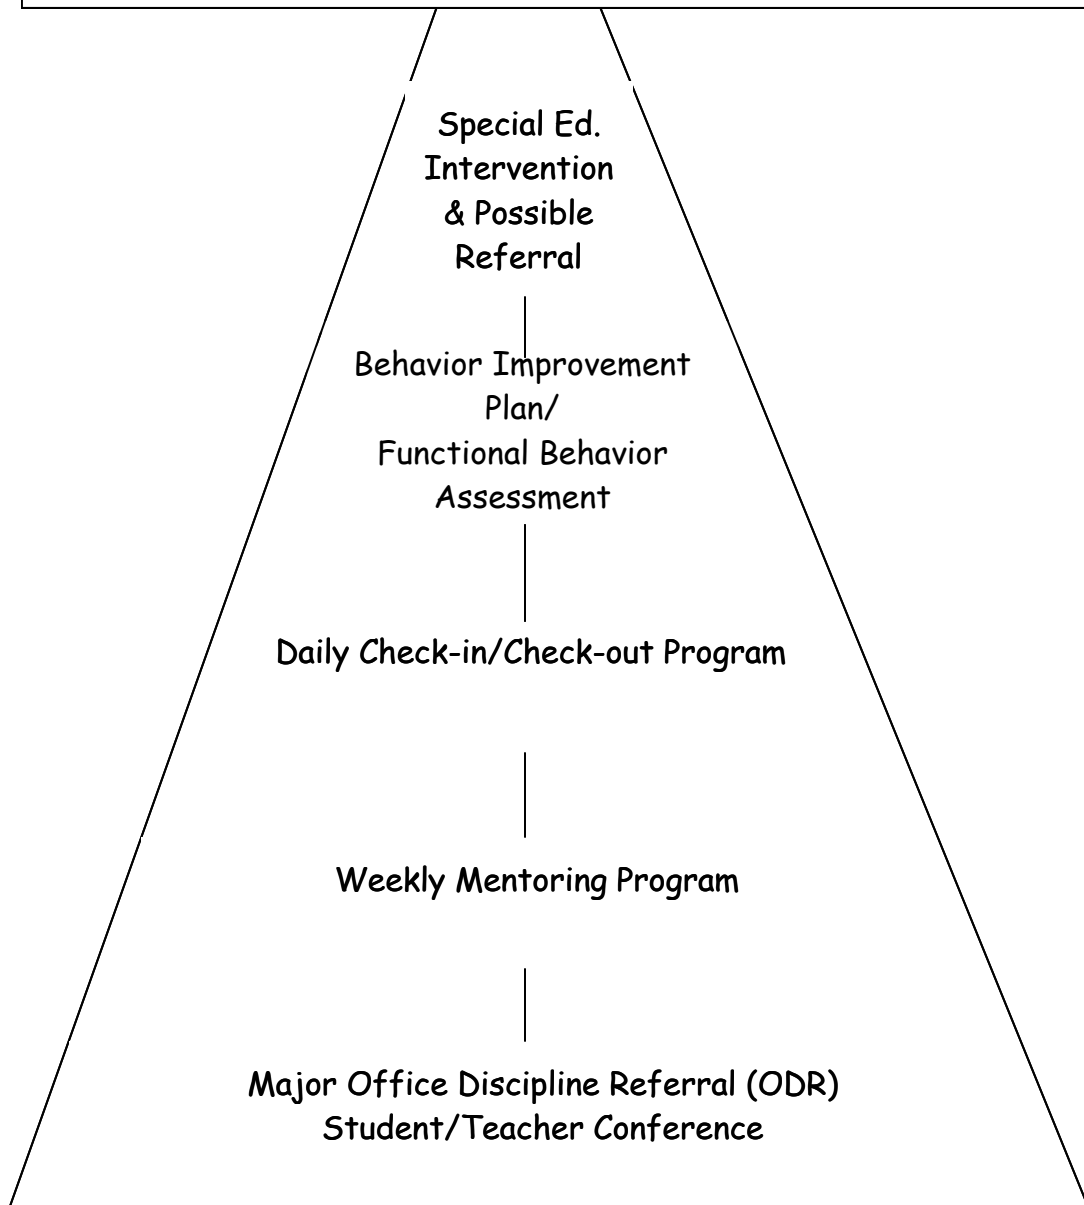 Special Ed.
Intervention
& Possible
Referral
Behavior Improvement
Plan/
Functional Behavior
Assessment
Daily Check-in/Check-out Program
Weekly Mentoring Program
Major Office Discipline Referral (ODR)
Student/Teacher Conference